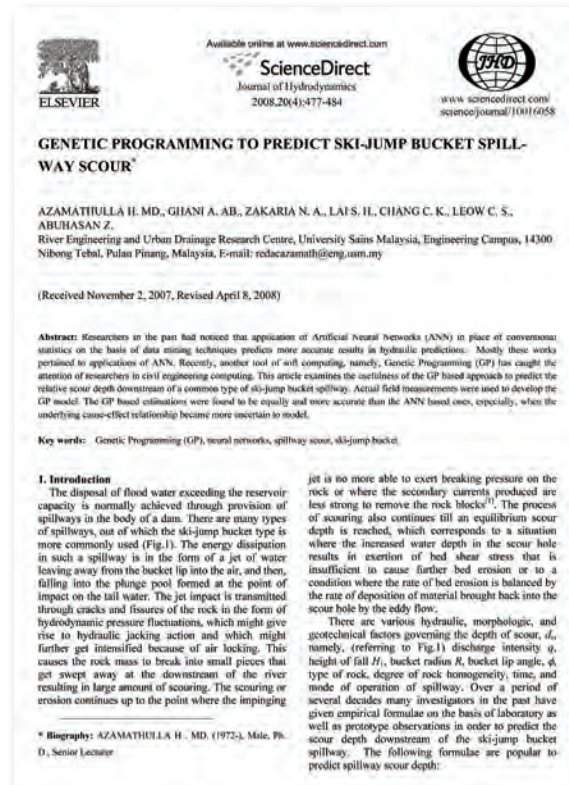 Available online at www.sciencedirect.com
ScienceDirect
Journal of Hydrodynamics
2008,20(4):477-484
ELSEVIER
JHD
www.sciencedirect.com/
science/journal/10016058
GENETIC PROGRAMMING TO PREDICT SKI-JUMP BUCKET SPILL-
WAY SCOUR*
AZAMATHULLA H. MD., GHANI A. AB., ZAKARIA N. A., LAI S. H., CHANG C. K., LEOW C. S.,
ABUHASAN Z.
River Engineering and Urban Drainage Research Centre, University Sains Malaysia, Engineering Campus, 14300
Nibong Tebal, Pulau Pinang, Malaysia, E-mail: redacazamath@eng.usm.my
(Received November 2, 2007, Revised April 8, 2008)
Abstract: Researchers in the past had noticed that application of Artificial Neural Networks (ANN) in place of conventional
statistics on the basis of data mining techniques predicts more accurate results in hydraulic predictions. Mostly these works
pertained to applications of ANN. Recently, another tool of soft computing, namely, Genetic Programming (GP) has caught the
attention of researchers in civil engineering computing. This article examines the usefulness of the GP based approach to predict the
relative scour depth downstream of a common type of ski-jump bucket spillway. Actual field measurements were used to develop the
GP model. The GP based estimations were found to be equally and more accurate than the ANN based ones, especially, when the
underlying cause-effect relationship became more uncertain to model.
Key words: Genetic Programming (GP), neural networks, spillway scour, ski-jump bucket
1. Introduction
The disposal of flood water exceeding the reservoir
capacity is normally achieved through provision of
spillways in the body of a dam. There are many types
of spillways, out of which the ski-jump bucket type is
more commonly used (Fig.1). The energy dissipation
in such a spillway is in the form of a jet of water
leaving away from the bucket lip into the air, and then,
falling into the plunge pool formed at the point of
impact on the tail water. The jet impact is transmitted
through cracks and fissures of the rock in the form of
hydrodynamic pressure fluctuations, which might give
rise to hydraulic jacking action and which might
further get intensified because of air locking. This
causes the rock mass to break into small pieces that
get swept away at the downstream of the river
resulting in large amount of scouring. The scouring or
erosion continues up to the point where the impinging
* Biography: AZAMATHULLA H . MD. (1972-), Male, Ph.
D., Senior Lecturer
jet is no more able to exert breaking pressure on the
rock or where the secondary currents produced are
less strong to remove the rock blocks[1]. The process
of scouring also continues till an equilibrium scour
depth is reached, which corresponds to a situation
where the increased water depth in the scour hole
results in exertion of bed shear stress that is
insufficient to cause further bed erosion or to a
condition where the rate of bed erosion is balanced by
the rate of deposition of material brought back into the
scour hole by the eddy flow.
There are various hydraulic, morphologic, and
geotechnical factors governing the depth of scour, ds,
namely, (referring to Fig.1) discharge intensity q,
height of fall H1, bucket radius R, bucket lip angle, ϕ,
type of rock, degree of rock homogeneity, time, and
mode of operation of spillway. Over a period of
several decades many investigators in the past have
given empirical formulae on the basis of laboratory as
well as prototype observations in order to predict the
scour depth downstream of the ski-jump bucket
spillway. The following formulae are popular to
predict spillway scour depth: